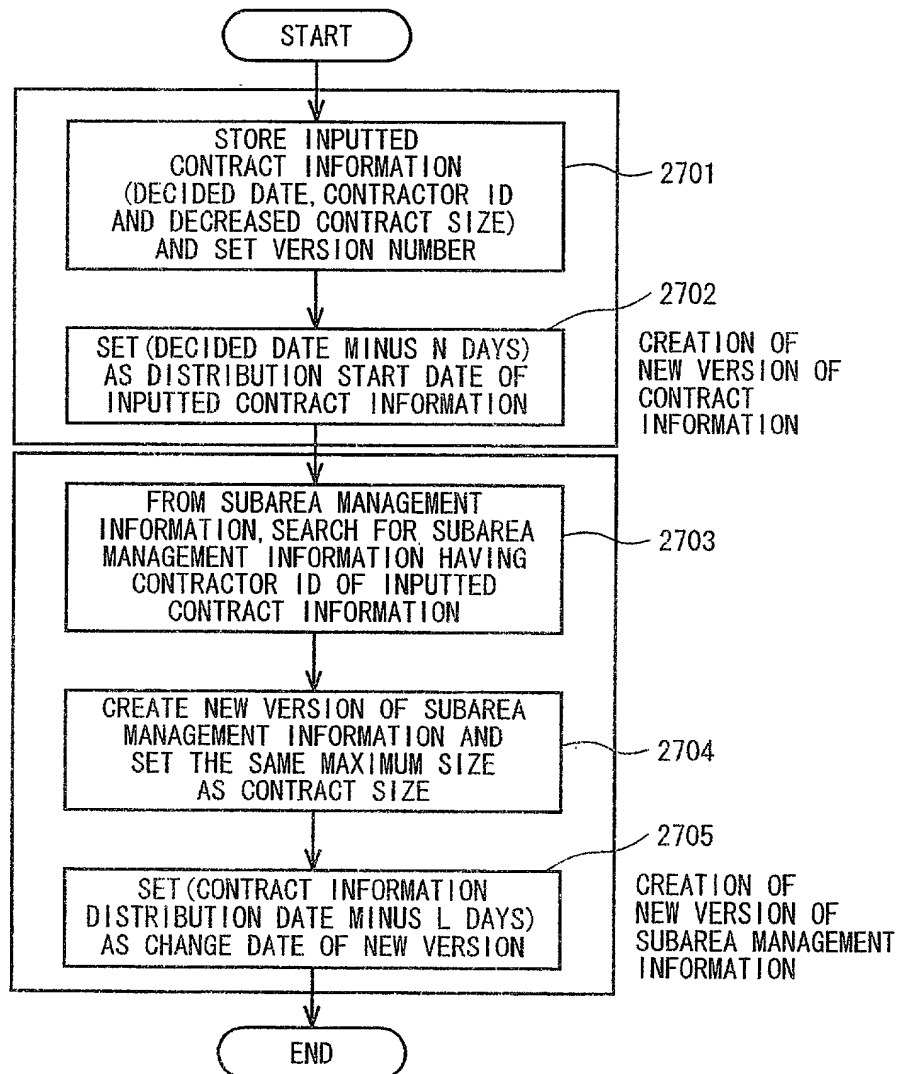 START
STORE INPUTTED
CONTRACT INFORMATION
(DECIDED DATE, CONTRACTOR ID
AND DECREASED CONTRACT SIZE)
AND SET VERSION NUMBER
2701
2702
SET (DECIDED DATE MINUS N DAYS)
AS DISTRIBUTION START DATE OF
INPUTTED CONTRACT INFORMATION
CREATION OF
NEW VERSION OF
CONTRACT
INFORMATION
FROM SUBAREA MANAGEMENT
INFORMATION, SEARCH FOR SUBAREA
MANAGEMENT INFORMATION HAVING
CONTRACTOR ID OF INPUTTED
CONTRACT INFORMATION
2703
CREATE NEW VERSION OF SUBAREA
MANAGEMENT INFORMATION AND
SET THE SAME MAXIMUM SIZE
AS CONTRACT SIZE
2704
2705
SET (CONTRACT INFORMATION
DISTRIBUTION DATE MINUS L DAYS)
AS CHANGE DATE OF NEW VERSION
CREATION OF
NEW VERSION OF
SUBAREA MANAGEMENT
INFORMATION
END